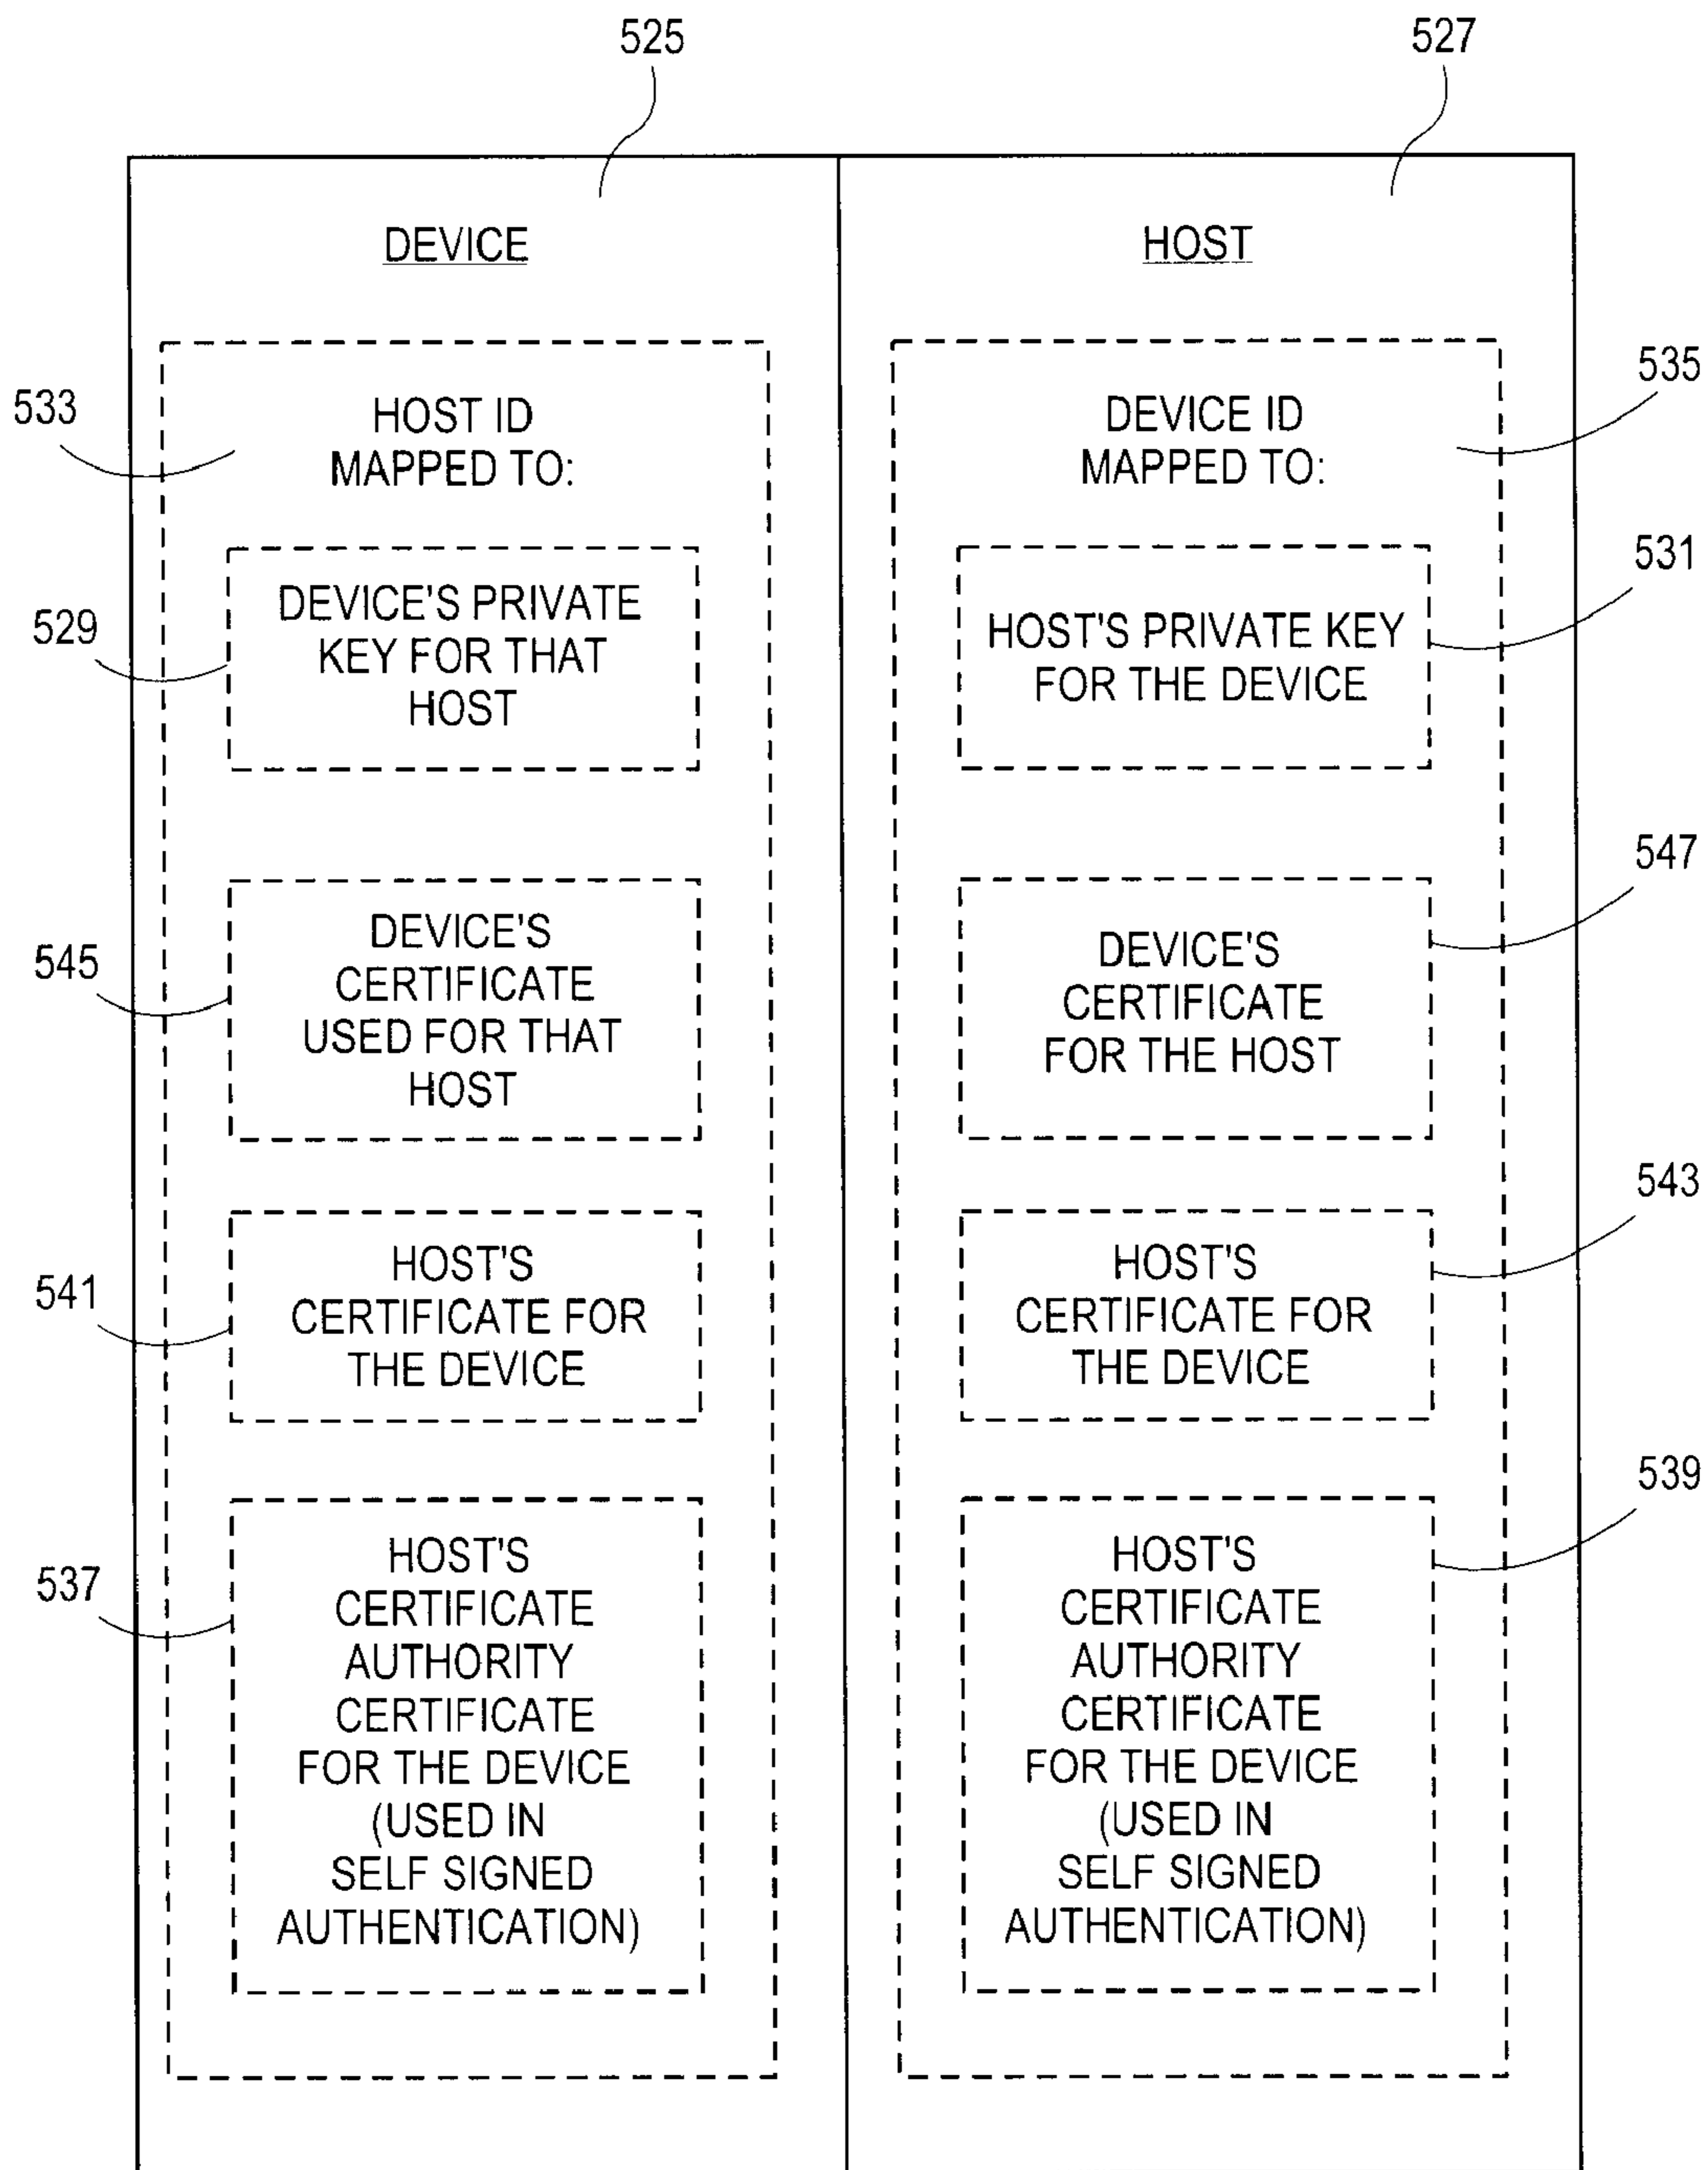 525
527
DEVICE
HOST
533
HOST ID
MAPPED TO:
529
DEVICE'S PRIVATE
KEY FOR THAT
HOST
545
DEVICE'S
CERTIFICATE
USED FOR THAT
HOST
541
HOST'S
CERTIFICATE FOR
THE DEVICE
537
HOST'S
CERTIFICATE
AUTHORITY
CERTIFICATE
FOR THE DEVICE
(USED IN
SELF SIGNED
AUTHENTICATION)
535
DEVICE ID
MAPPED TO:
531
HOST'S PRIVATE KEY
FOR THE DEVICE
547
DEVICE'S
CERTIFICATE
FOR THE HOST
543
HOST'S
CERTIFICATE FOR
THE DEVICE
539
HOST'S
CERTIFICATE
AUTHORITY
CERTIFICATE
FOR THE DEVICE
(USED IN
SELF SIGNED
AUTHENTICATION)